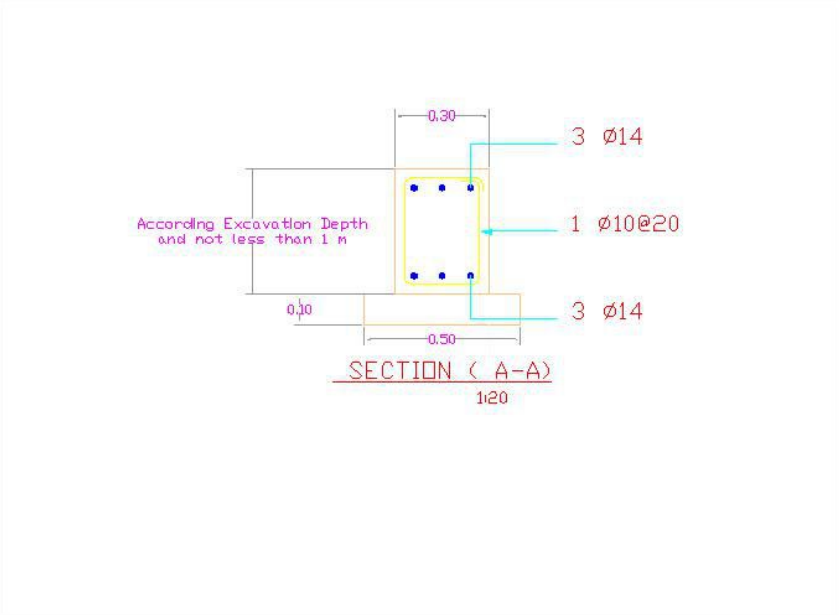 0.30
3 Ø14
According Excavation Depth
and not less than 1 m
1 Ø10@20
0.10
3 Ø14
0.50
SECTION ( A-A)
1:20